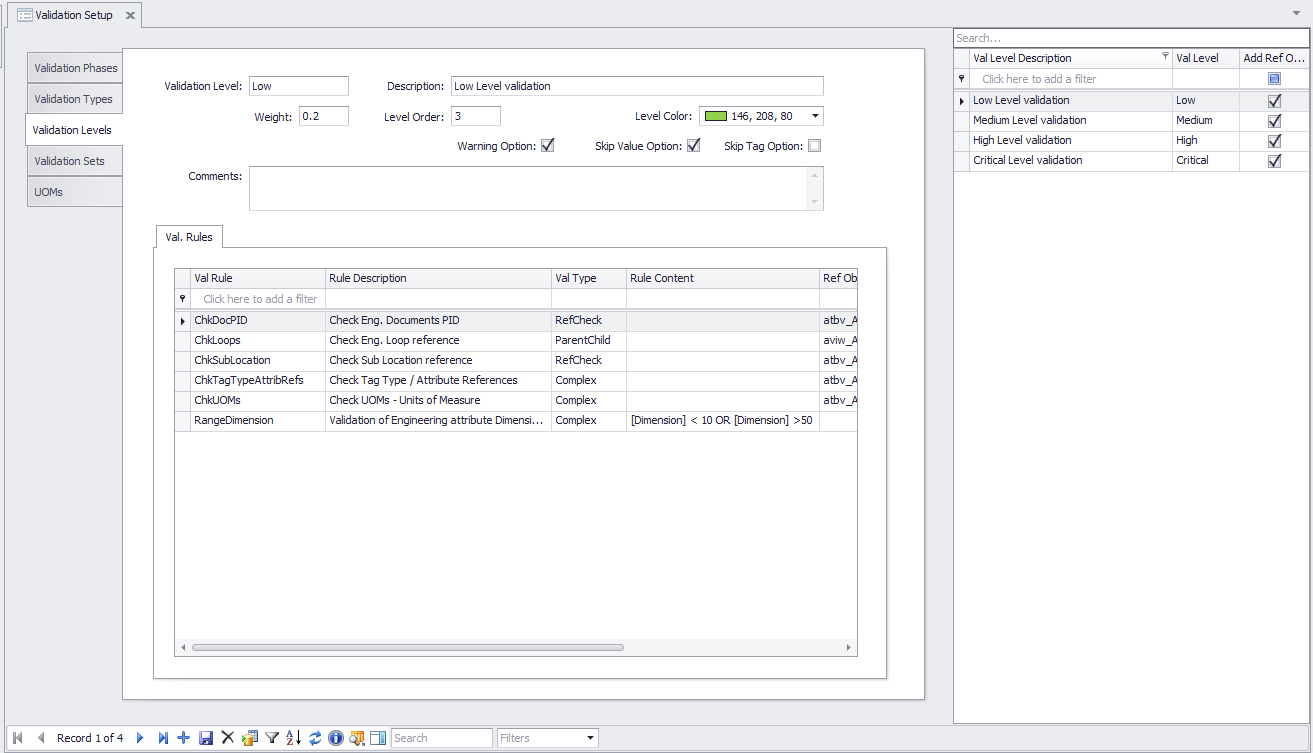 Validation Setup
Search...
Validation Phases
Validation Types
Validation Levels
Validation Sets
UOMs
Validation Level: Low Description: Low Level validation
Weight: 0.2 Level Order: 3 Level Color: 146, 208, 80
Warning Option: Skip Value Option: Skip Tag Option:
Comments:
Val. Rules
Val Rule Rule Description Val Type Rule Content Ref Ob
Click here to add a filter
ChkDocPID Check Eng. Documents PID RefCheck atbv_A
ChkLoops Check Eng. Loop reference ParentChild aviw_A
ChkSubLocation Check Sub Location reference RefCheck atbv_A
ChkTagTypeAttribRefs Check Tag Type / Attribute References Complex atbv_A
ChkUOMs Check UOMs - Units of Measure Complex atbv_A
RangeDimension Validation of Engineering attribute Dimensi... Complex [Dimension] < 10 OR [Dimension] >50
Val Level Description Val Level Add Ref O...
Click here to add a filter
Low Level validation Low
Medium Level validation Medium
High Level validation High
Critical Level validation Critical
Record 1 of 4 Search Filters